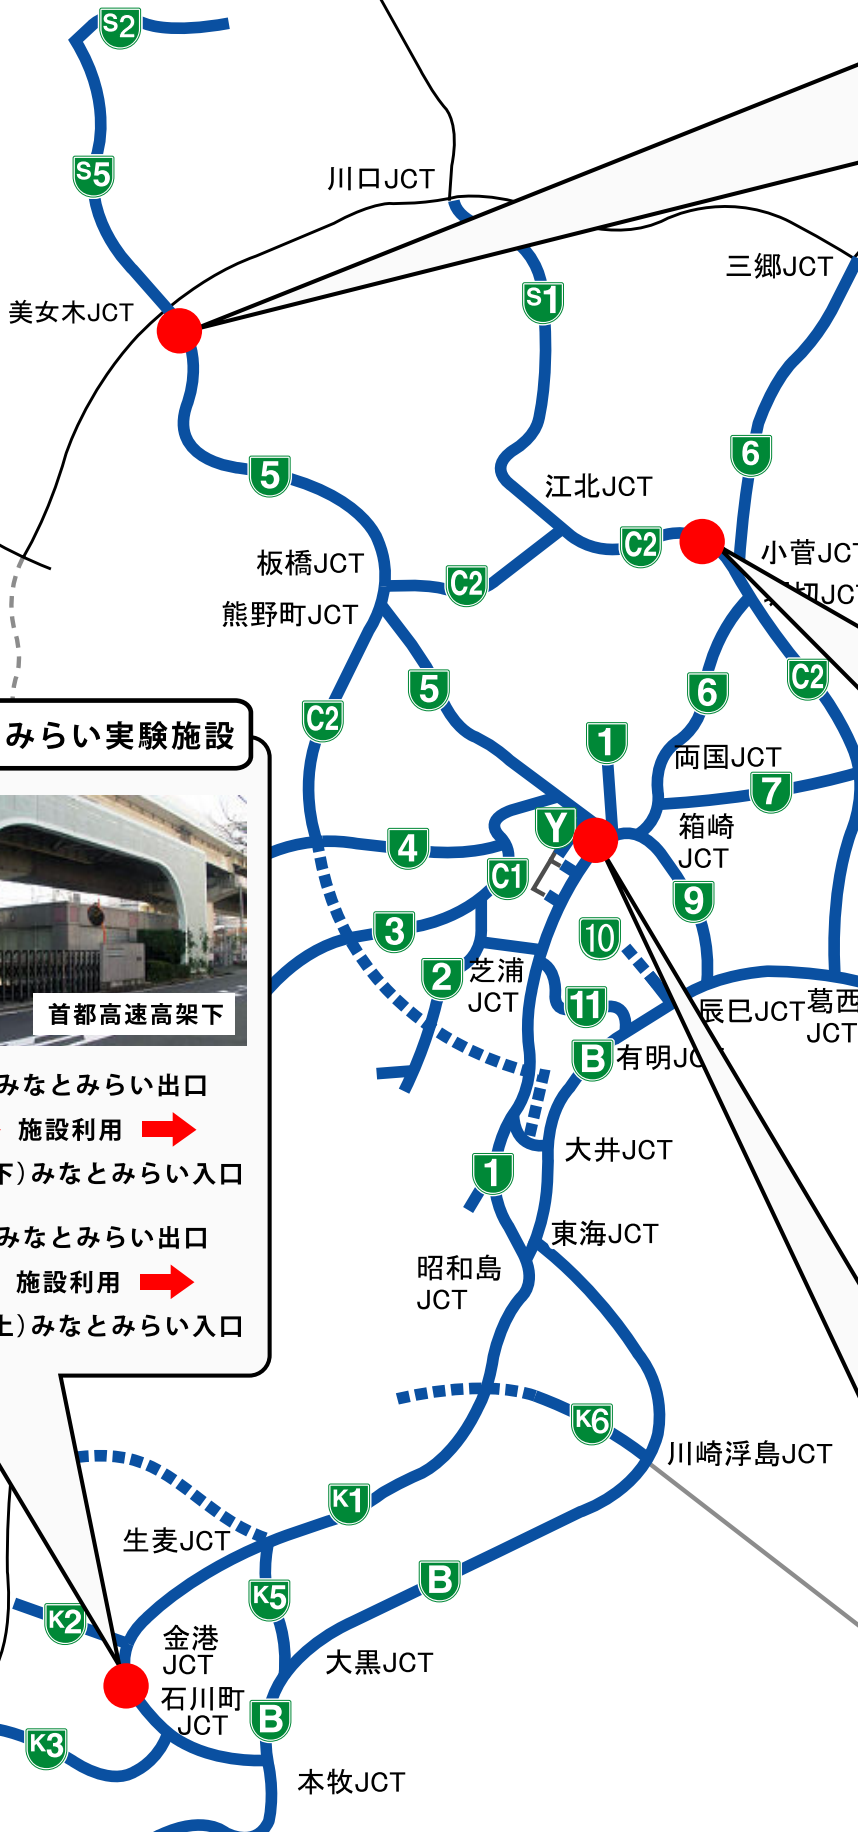 S2
S5
川口JCT
三郷JCT
美女木JCT
S1
6
5
江北JCT
C2
小菅JC
板橋JCT
C2
切JC
熊野町JCT
5
6
C2
C2
みらい実験施設
1
両国JCT
7
Y
箱崎
JCT
4
C1
9
3
10
2
芝浦
JCT
11
辰巳JCT
葛西
JCT
首都高速高架下
B
有明JC
みなとみらい出口
施設利用
大井JCT
下)みなとみらい入口
1
みなとみらい出口
東海JCT
施設利用
昭和島
JCT
土)みなとみらい入口
K6
川崎浮島JCT
K1
生麦JCT
B
K5
K2
金港
JCT
大黒JCT
石川町
JCT
B
K3
本牧JCT